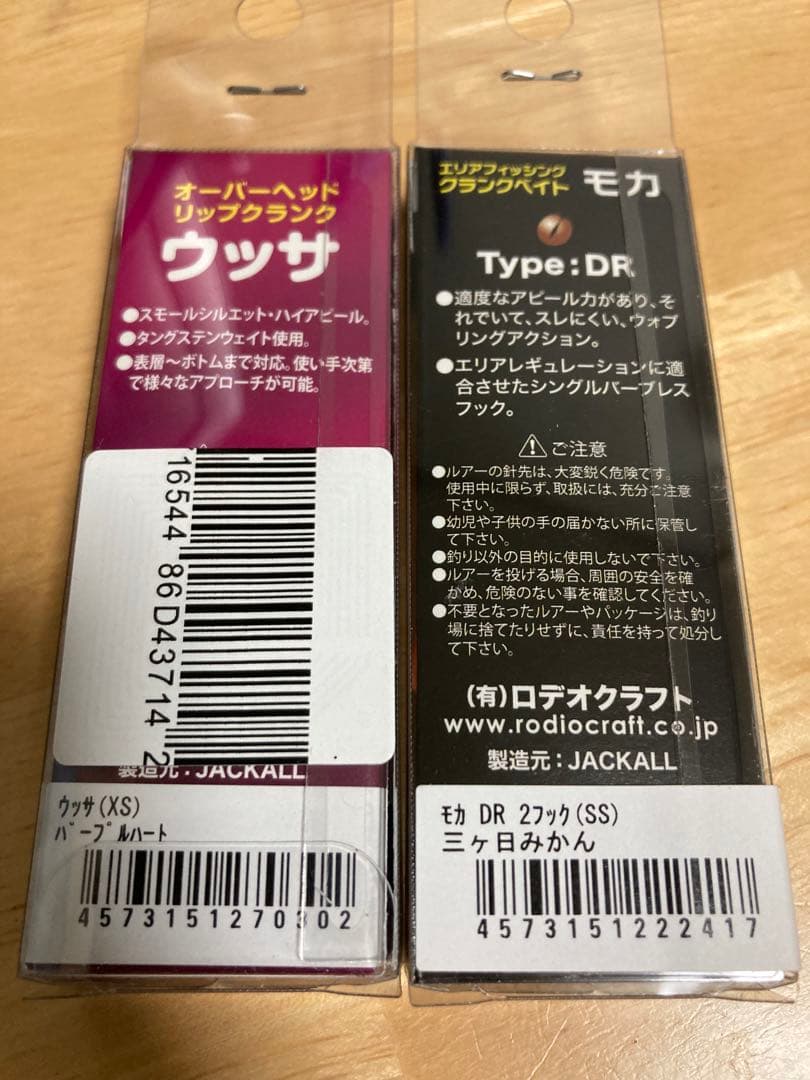 オーバーヘッド
リップクランク
ウッサ
●スモールシルエット・ハイアピール。
●タングステンウェイト使用。
●表層～ボトムまで対応。使い手次第
で様々なアプローチが可能。
16544 86D43714 2
製造元：JACKALL
ウッサ(XS)
パープルハート
4573151270302
エリアフィッシング
クランクベイト モカ
Type:DR
●適度なアピール力があり、そ
れでいて、スレにくい、ウォブ
リングアクション。
●エリアレギュレーションに適
合させたシングルバーブレス
フック。
⚠ご注意
●ルアーの針先は、大変鋭く危険です。
使用中に限らず、取扱には、充分ご注意
下さい。
●幼児や子供の手の届かない所に保管し
て下さい。
●釣り以外の目的に使用しないで下さい。
●ルアーを投げる場合、周囲の安全を確
かめ、危険のない事を確認してください。
●不要となったルアーやパッケージは、釣り
場に捨てたりせずに、責任を持って処分し
て下さい。
(有)ロデオクラフト
www.rodiocraft.co.jp
製造元：JACKALL
モカ DR 2フック(SS)
三ヶ日みかん
4573151222417